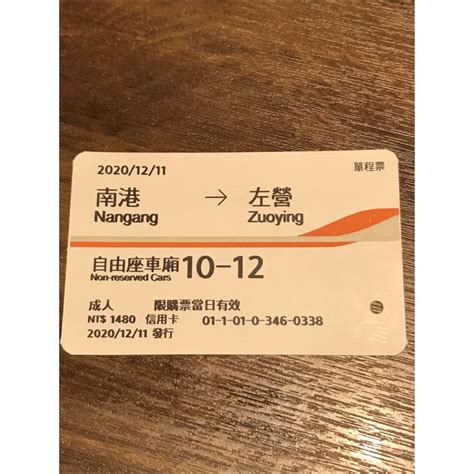 2020/12/11 單程票
南港 → 左營
Nangang Zuoying
自由座車廂 10-12
Non-reserved Cars
成人 限購票當日有效
NT$ 1480 信用卡 01-1-01-0-346-0338
2020/12/11 發行